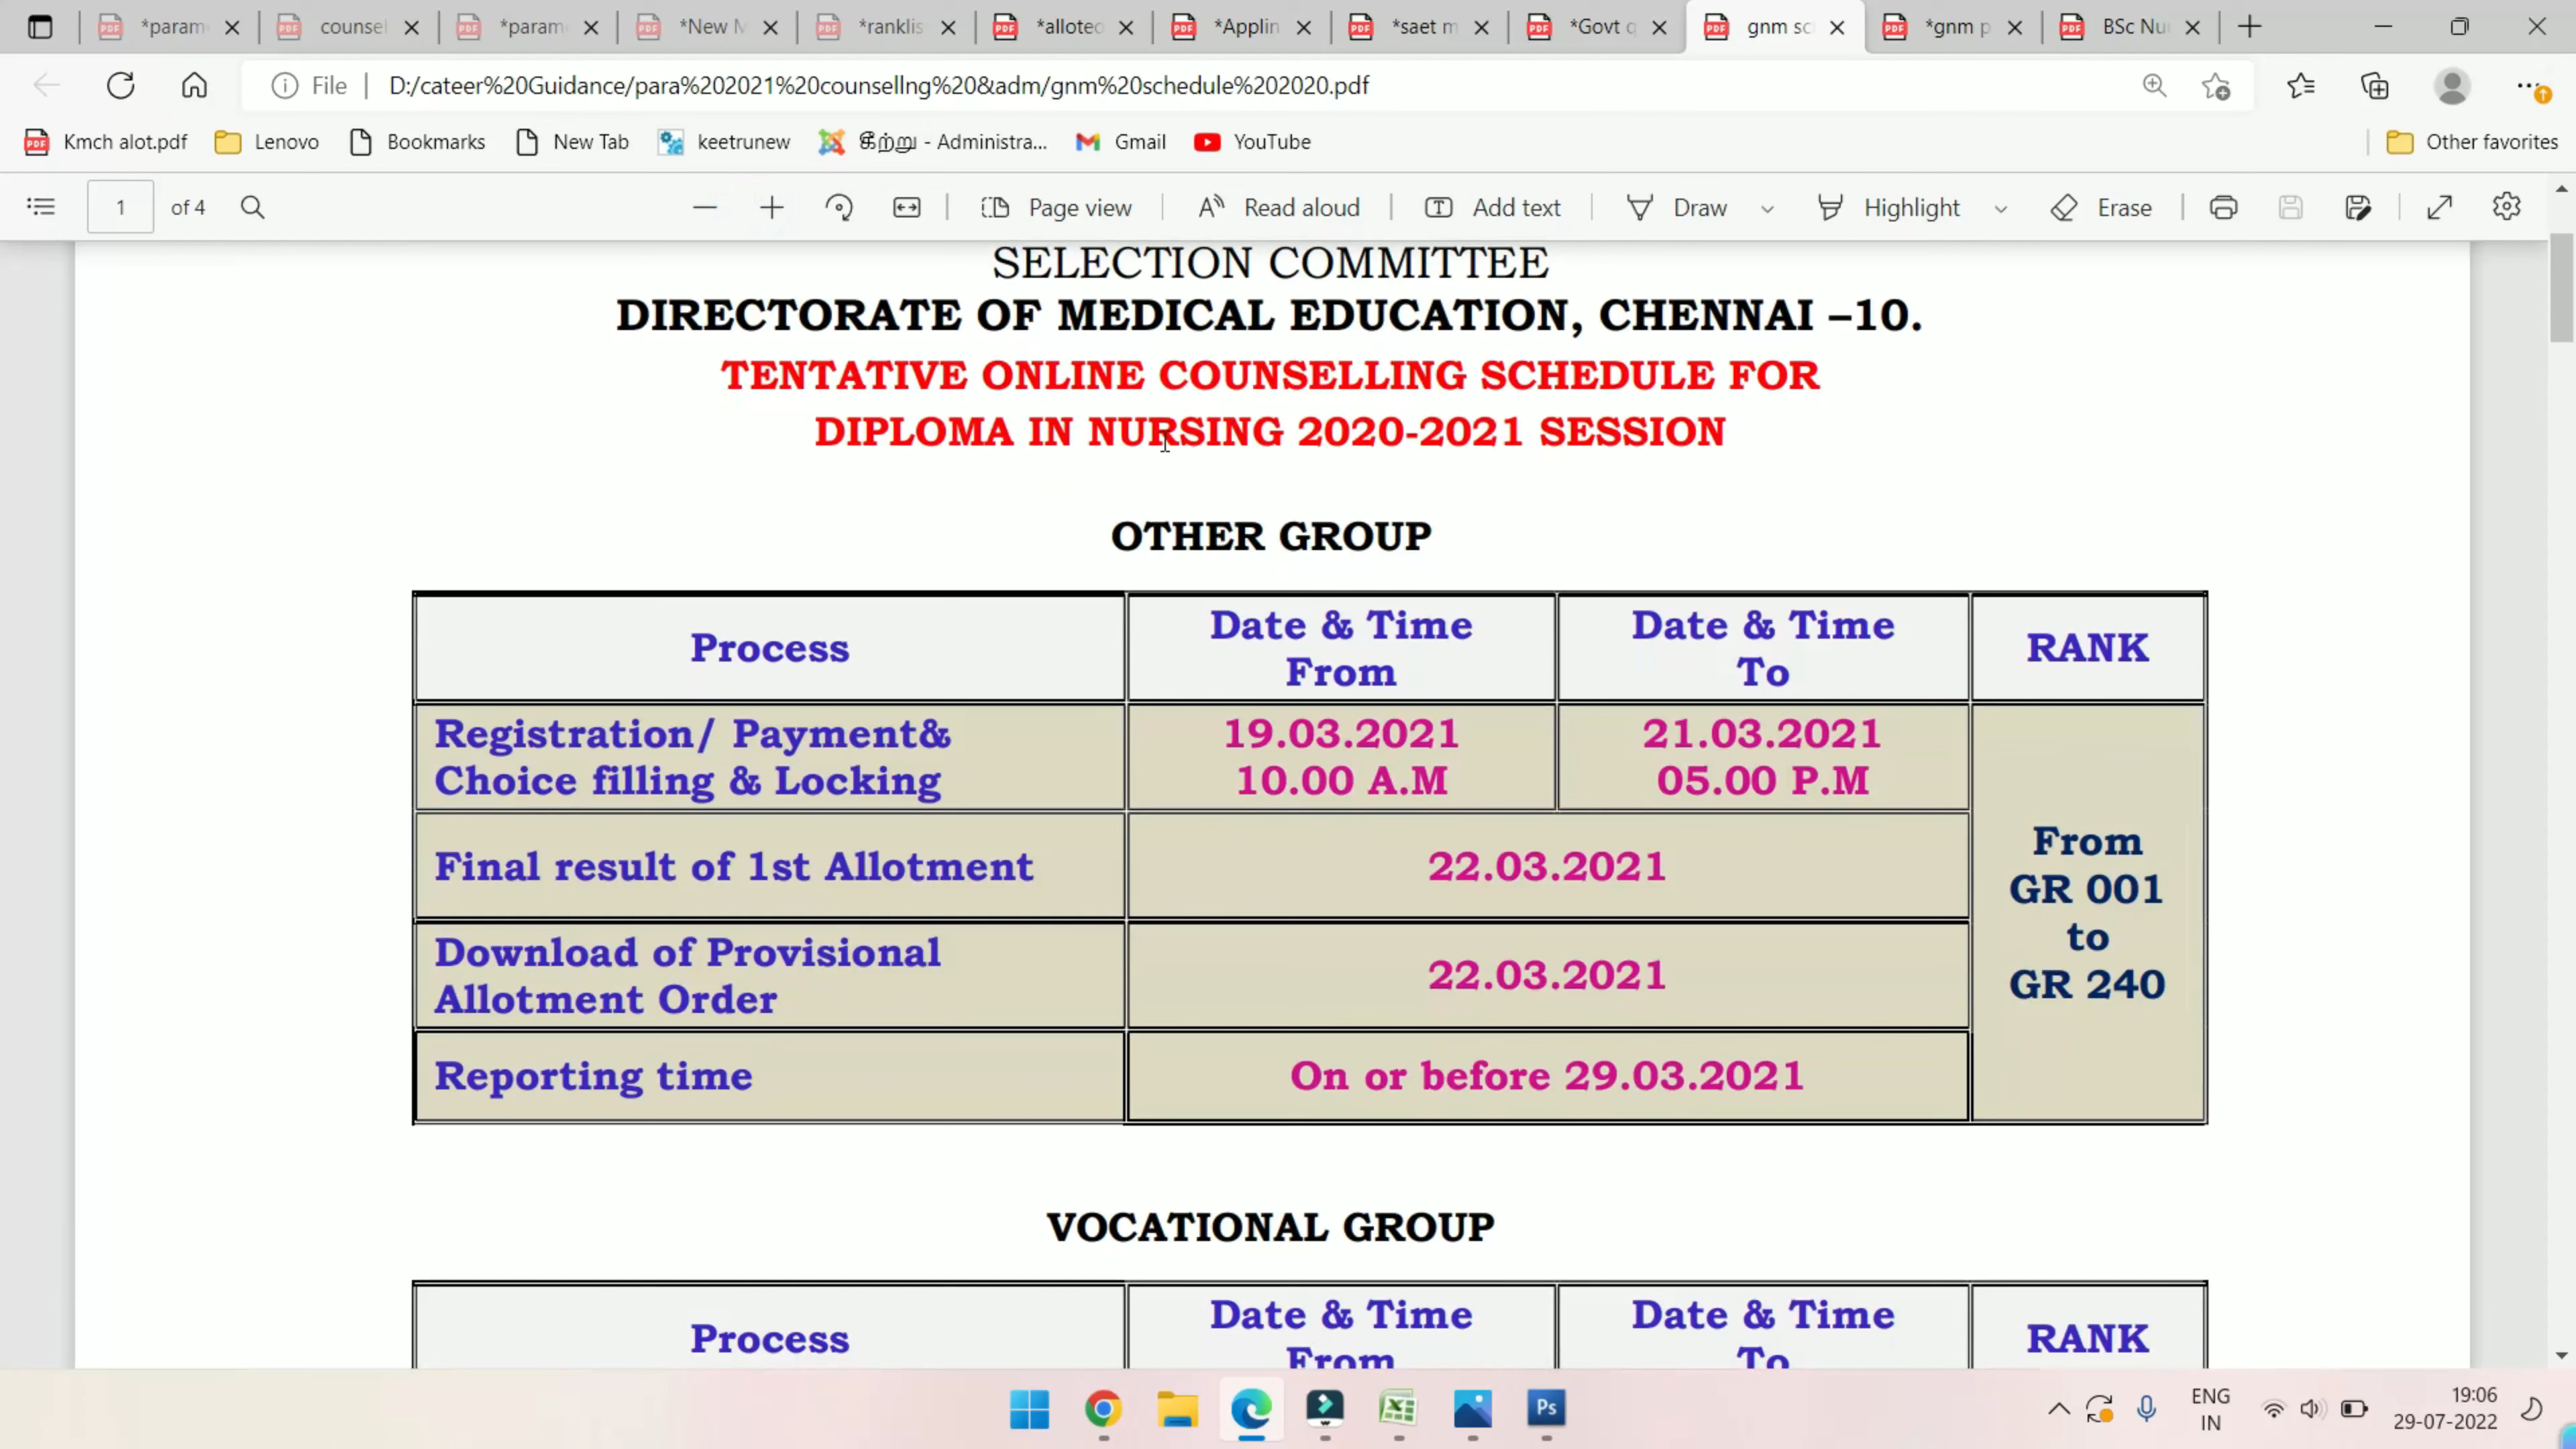 *param
counsel
*param
*New M
*ranklis
*alloted
*Applin
*saet m
*Govt q
gnm sc
*gnm p
BSc Nu
File
D:/cateer%20Guidance/para%202021%20counsellng%20&adm/gnm%20schedule%202020.pdf
Kmch alot.pdf
Lenovo
Bookmarks
New Tab
keetrunew
கீற்று - Administra...
Gmail
YouTube
Other favorites
1 of 4
Page view
Read aloud
Add text
Draw
Highlight
Erase
SELECTION COMMITTEE
DIRECTORATE OF MEDICAL EDUCATION, CHENNAI –10.
TENTATIVE ONLINE COUNSELLING SCHEDULE FOR
DIPLOMA IN NURSING 2020-2021 SESSION
OTHER GROUP
Process
Date & Time
From
Date & Time
To
RANK
Registration/ Payment&
Choice filling & Locking
19.03.2021
10.00 A.M
21.03.2021
05.00 P.M
Final result of 1st Allotment
22.03.2021
Download of Provisional
Allotment Order
22.03.2021
Reporting time
On or before 29.03.2021
From
GR 001
to
GR 240
VOCATIONAL GROUP
Process
Date & Time
From
Date & Time
To
RANK
Ps
ENG
IN
19:06
29-07-2022